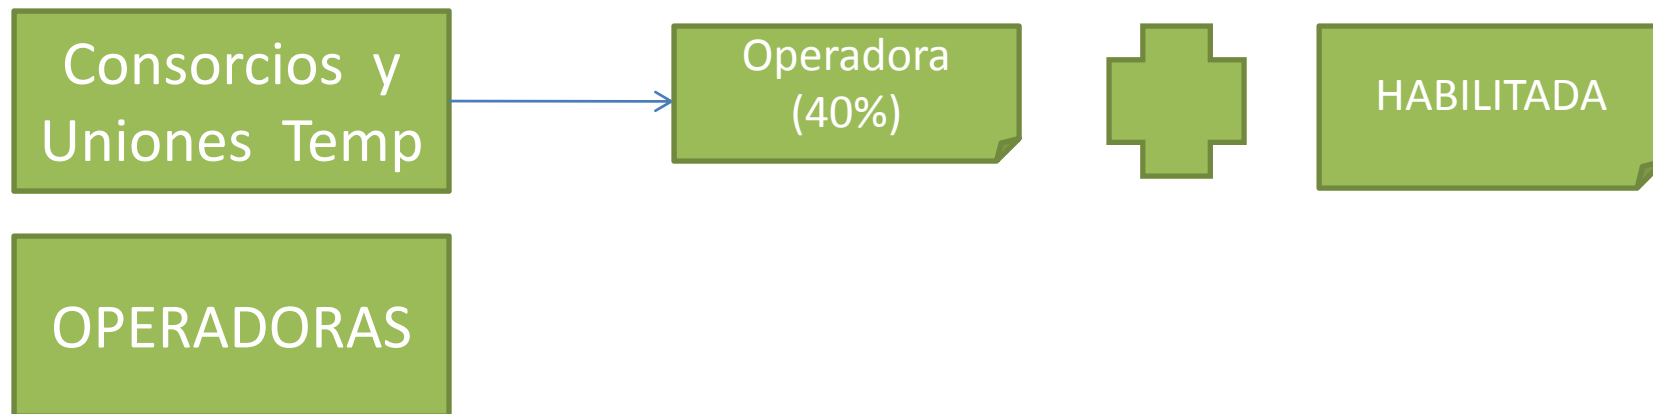 Consorcios y
Uniones Temp
Operadora
(40%)
HABILITADA
OPERADORAS